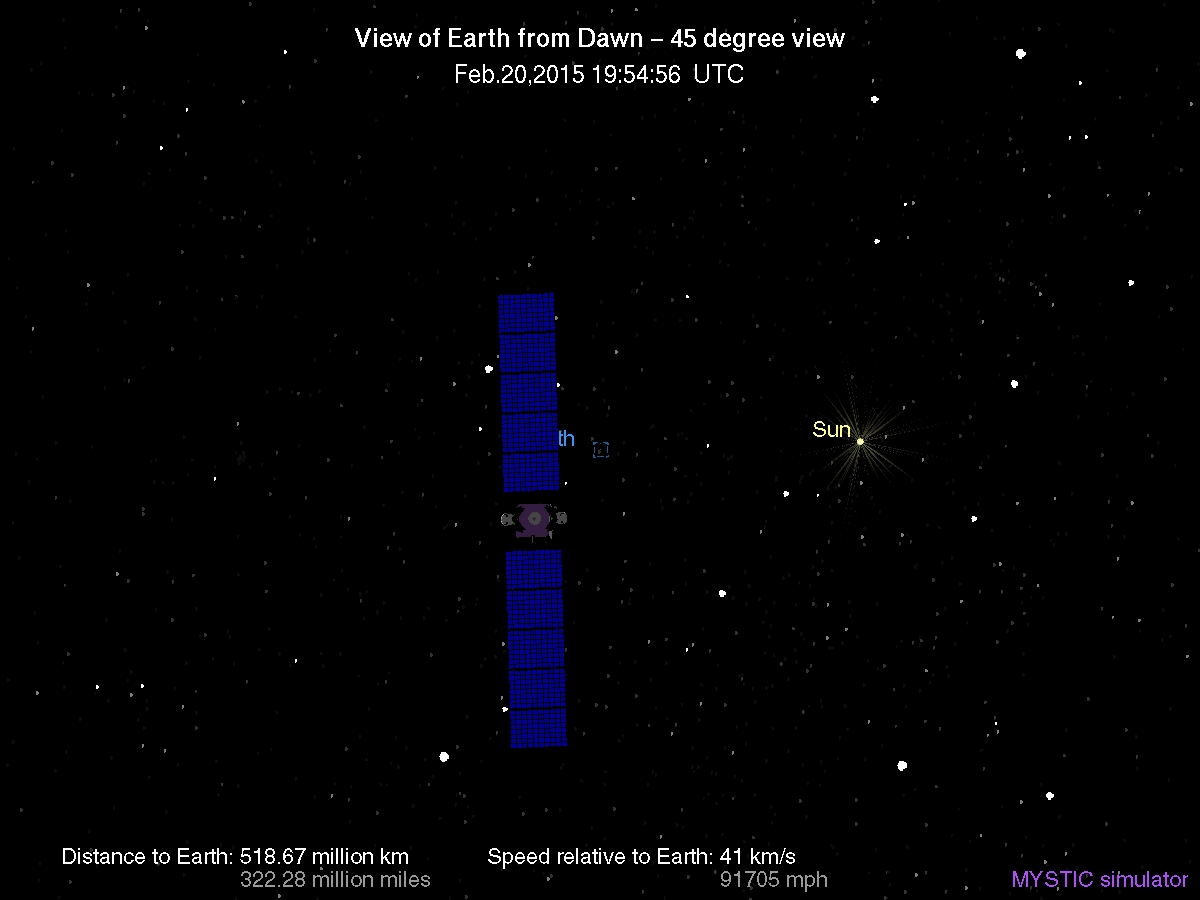 View of Earth from Dawn – 45 degree view
Feb.20,2015 19:54:56 UTC
Sun
th
Distance to Earth: 518.67 million km
322.28 million miles
Speed relative to Earth: 41 km/s
91705 mph
MYSTIC simulator